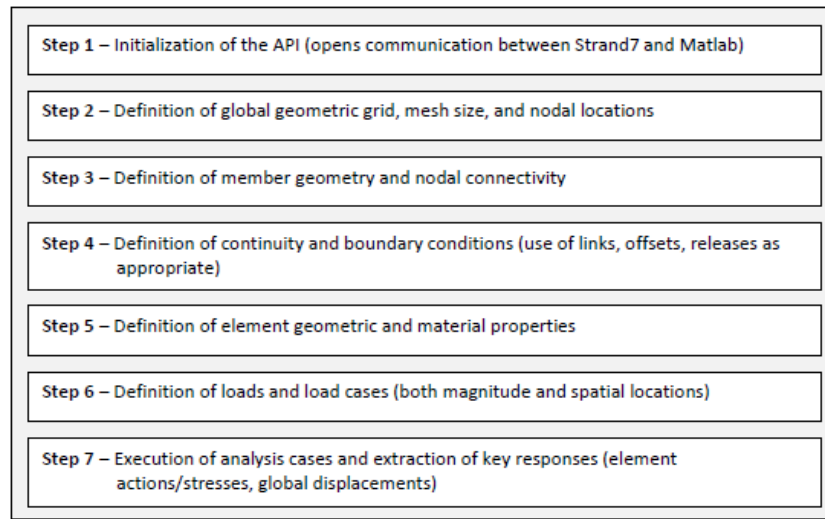 Step 1 – Initialization of the API (opens communication between Strand7 and Matlab)
Step 2 – Definition of global geometric grid, mesh size, and nodal locations
Step 3 – Definition of member geometry and nodal connectivity
Step 4 – Definition of continuity and boundary conditions (use of links, offsets, releases as
appropriate)
Step 5 – Definition of element geometric and material properties
Step 6 – Definition of loads and load cases (both magnitude and spatial locations)
Step 7 – Execution of analysis cases and extraction of key responses (element
actions/stresses, global displacements)